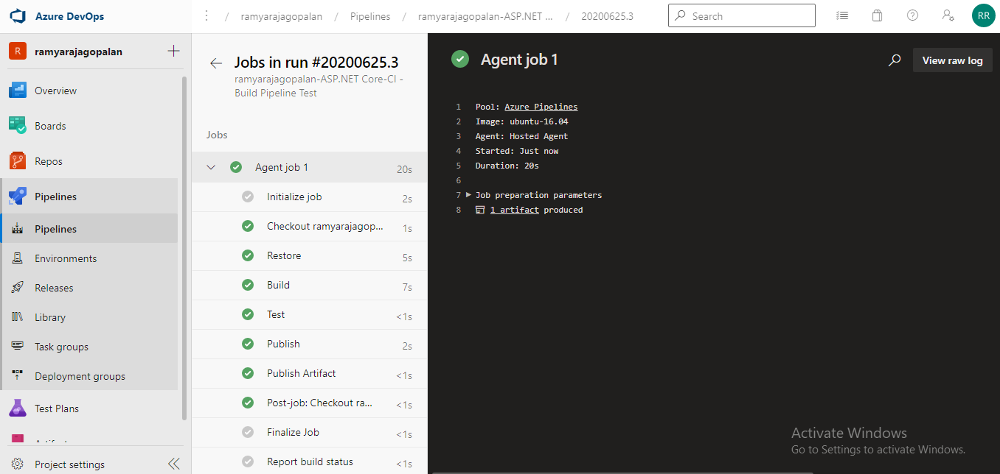 Azure DevOps
⋮ / ramyarajagopalan / Pipelines / ramyarajagopalan-ASP.NET ... / 20200625.3
Search
RR
R ramyarajagopalan
Overview
Boards
Repos
Pipelines
Pipelines
Environments
Releases
Library
Task groups
Deployment groups
Test Plans
Project settings
Jobs in run #20200625.3
ramyarajagopalan-ASP.NET Core-CI -
Build Pipeline Test
Jobs
Agent job 1 20s
Initialize job 2s
Checkout ramyarajagop... 1s
Restore 5s
Build 7s
Test <1s
Publish 2s
Publish Artifact <1s
Post-job: Checkout ra... <1s
Finalize Job <1s
Report build status <1s
Agent job 1
View raw log
1 Pool: Azure Pipelines
2 Image: ubuntu-16.04
3 Agent: Hosted Agent
4 Started: Just now
5 Duration: 20s
6
7 Job preparation parameters
8 1 artifact produced
Activate Windows
Go to Settings to activate Windows.